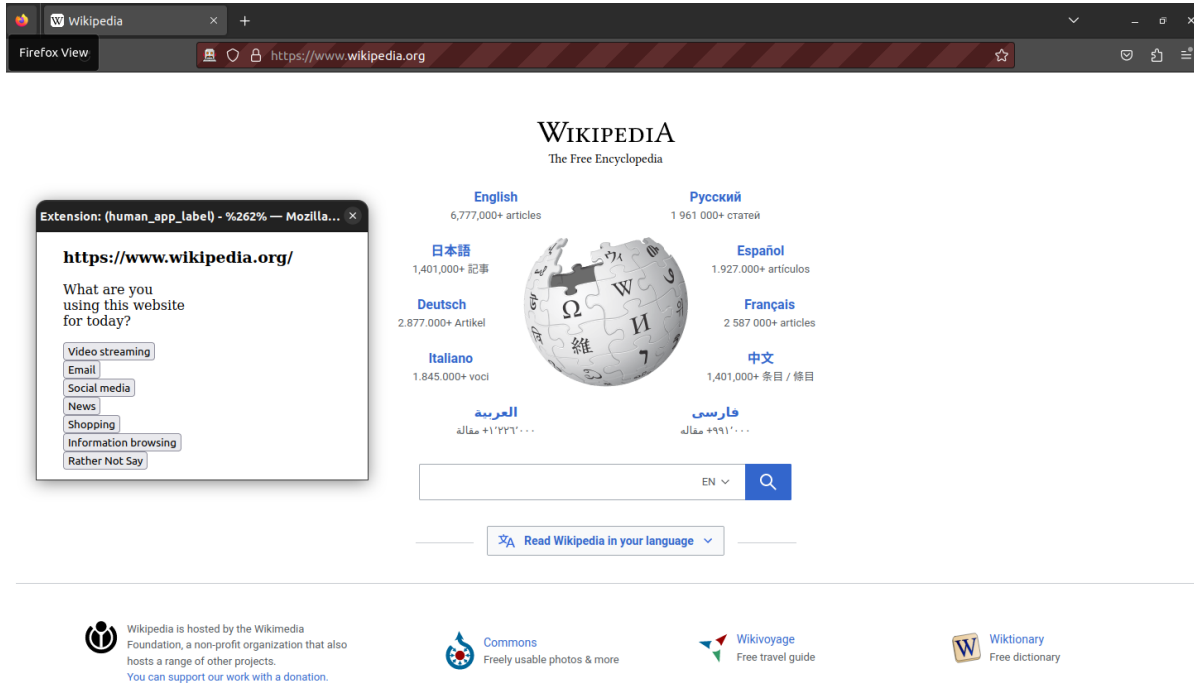 Wikipedia
Firefox View
https://www.wikipedia.org
WIKIPEDIA
The Free Encyclopedia
English
6,777,000+ articles
Русский
1 961 000+ статей
日本語
1,401,000+ 記事
Español
1.927.000+ artículos
Deutsch
2.877.000+ Artikel
Français
2 587 000+ articles
Italiano
1.845.000+ voci
中文
1,401,000+ 条目 / 條目
العربية
١٬٢٢٦٬٠٠٠+ مقالة
فارسی
۹۹۱٬۰۰۰+ مقاله
Extension: (human_app_label) - %262% — Mozilla...
https://www.wikipedia.org/
What are you
using this website
for today?
Video streaming
Email
Social media
News
Shopping
Information browsing
Rather Not Say
Ω
W
И
維
7
EN
Read Wikipedia in your language
Wikipedia is hosted by the Wikimedia
Foundation, a non-profit organization that also
hosts a range of other projects.
You can support our work with a donation.
Commons
Freely usable photos & more
Wikivoyage
Free travel guide
W
Wiktionary
Free dictionary